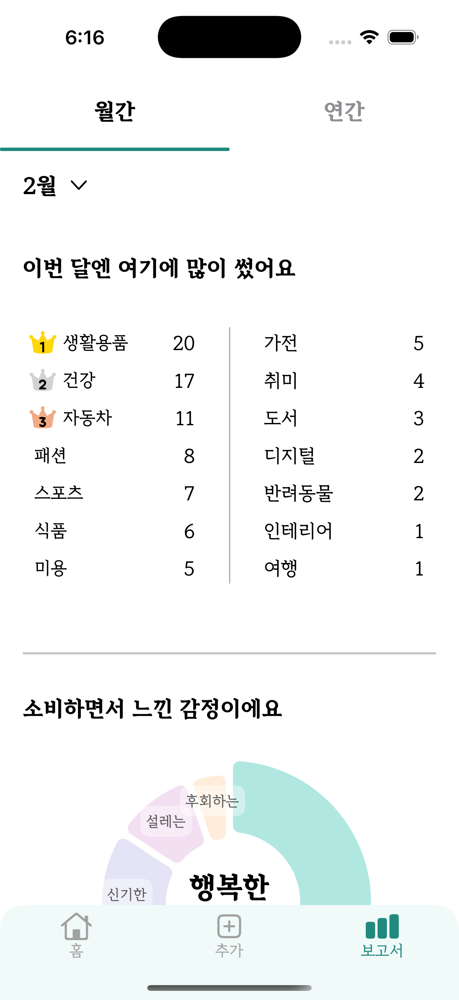 6:16
월간
연간
2월
이번 달엔 여기에 많이 썼어요
1 생활용품 20
2 건강 17
3 자동차 11
패션 8
스포츠 7
식품 6
미용 5
가전 5
취미 4
도서 3
디지털 2
반려동물 2
인테리어 1
여행 1
소비하면서 느낀 감정이에요
후회하는
설레는
신기한
행복한
홈
추가
보고서